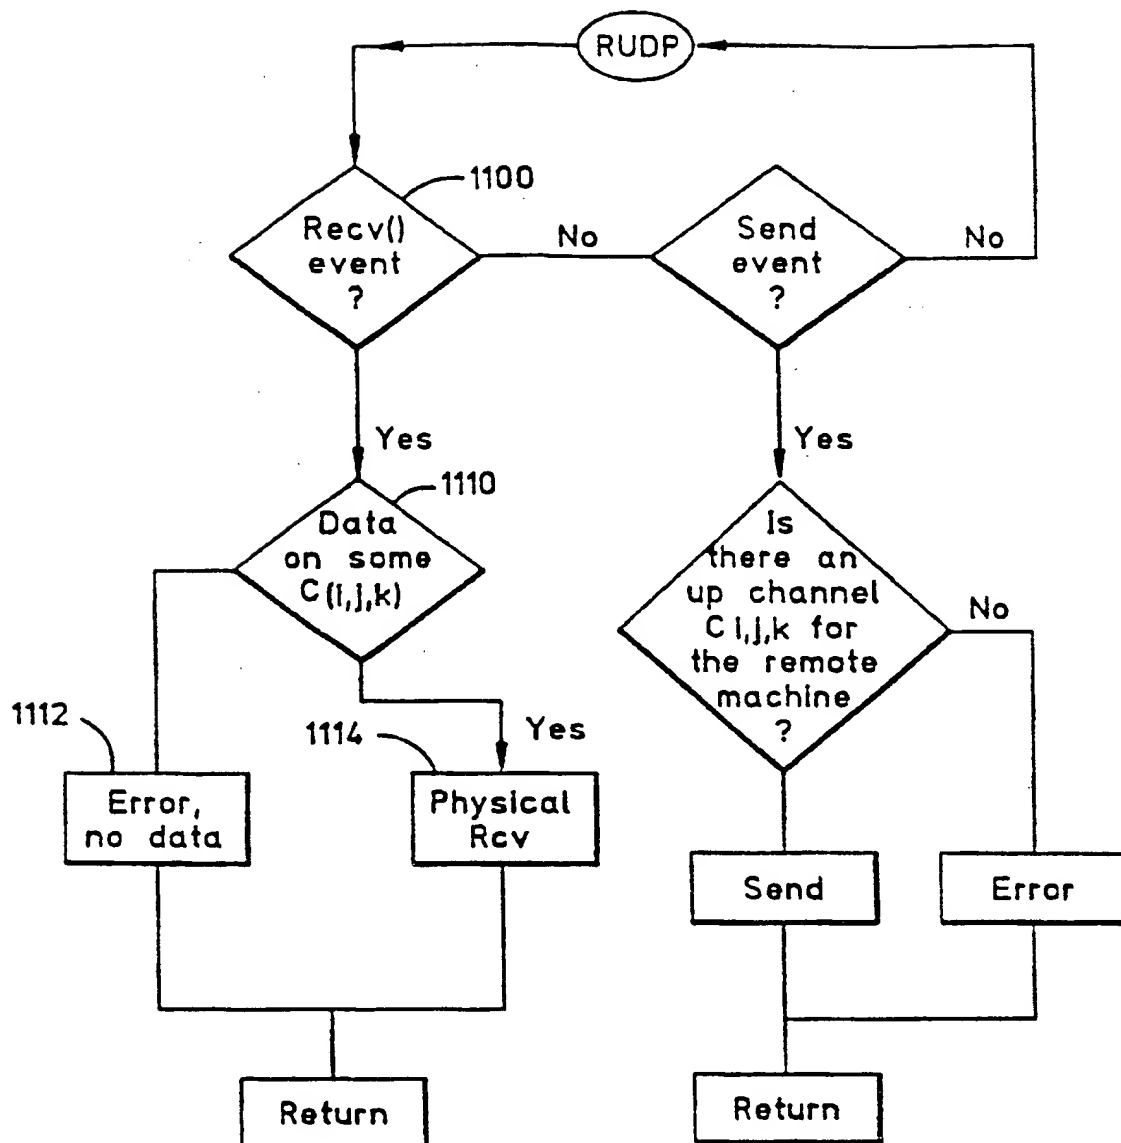 RUDP
1100
Recv()
event
?
No
Send
event
?
No
Yes
Yes
1110
Data
on some
C(i,j,k)
Is
there an
up channel
C i,j,k for
the remote
machine
?
No
1112
1114
Yes
Error,
no data
Physical
Rcv
Send
Error
Return
Return